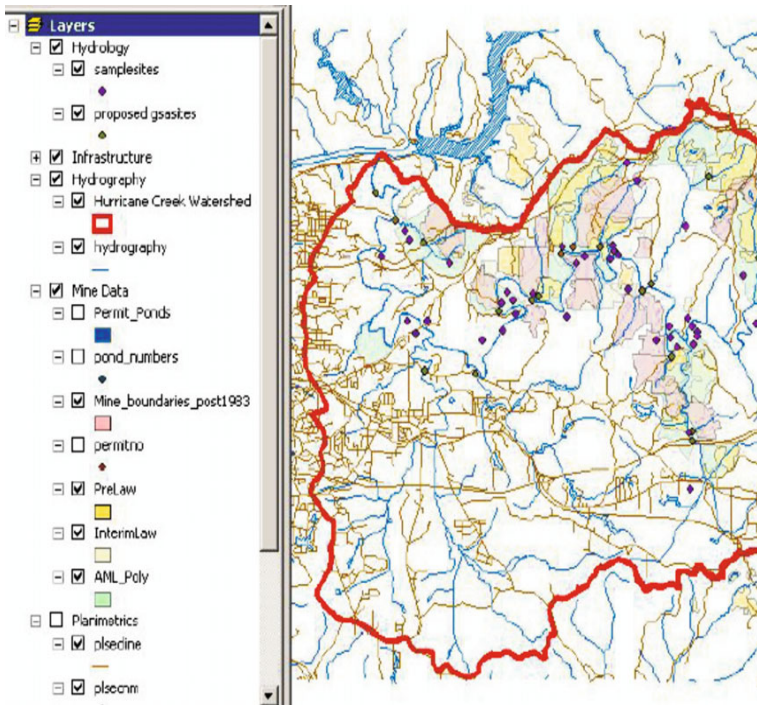 Layers
Hydrology
samplesites
proposed gsasites
Infrastructure
Hydrography
Hurricane Creek Watershed
hydrography
Mine Data
Permit_Ponds
pond_numbers
Mine_boundaries_post1983
permitno
PreLaw
InterimLaw
AML_Poly
Planimetrics
plsecline
plsecnm